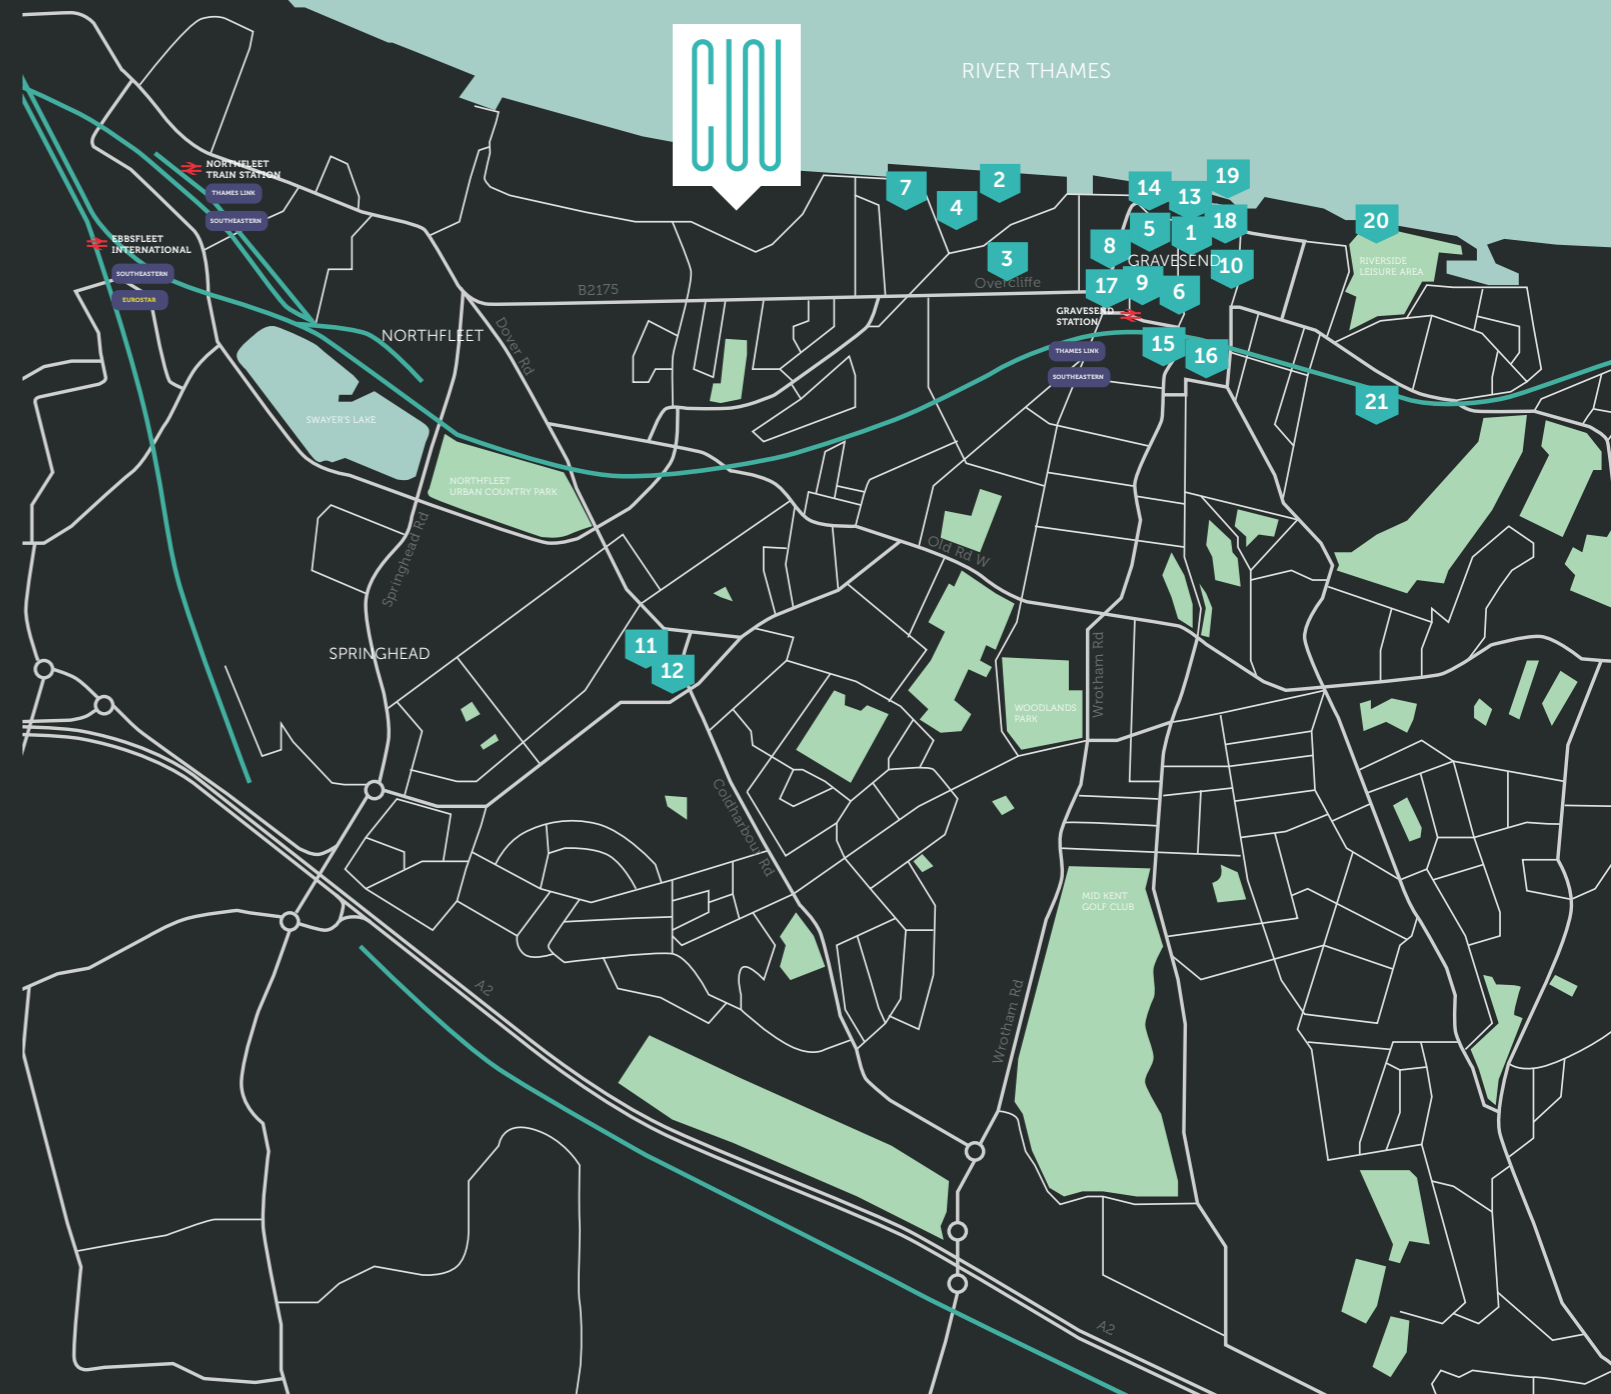 RIVER THAMES
CLOCI
NORTHFLEET
TRAIN STATION
THAMES LINK
SOUTHEASTERN
EBBSFLEET
INTERNATIONAL
SOUTHEASTERN
EUROSTAR
7
2
4
3
14
13
19
5
1
18
8
GRAVESEND
10
17
9
6
20
RIVERSIDE
LEISURE AREA
B2175
Overcliffe
GRAVESEND
STATION
THAMES LINK
SOUTHEASTERN
15
16
21
NORTHFLEET
Dover Rd
SWAYER'S LAKE
NORTHFLEET
URBAN COUNTRY PARK
Springhead Rd
Old Rd W
SPRINGHEAD
11
12
Wrotham Rd
WOODLANDS
PARK
Coldharbour Rd
MID KENT
GOLF CLUB
A2
Wrotham Rd
A2